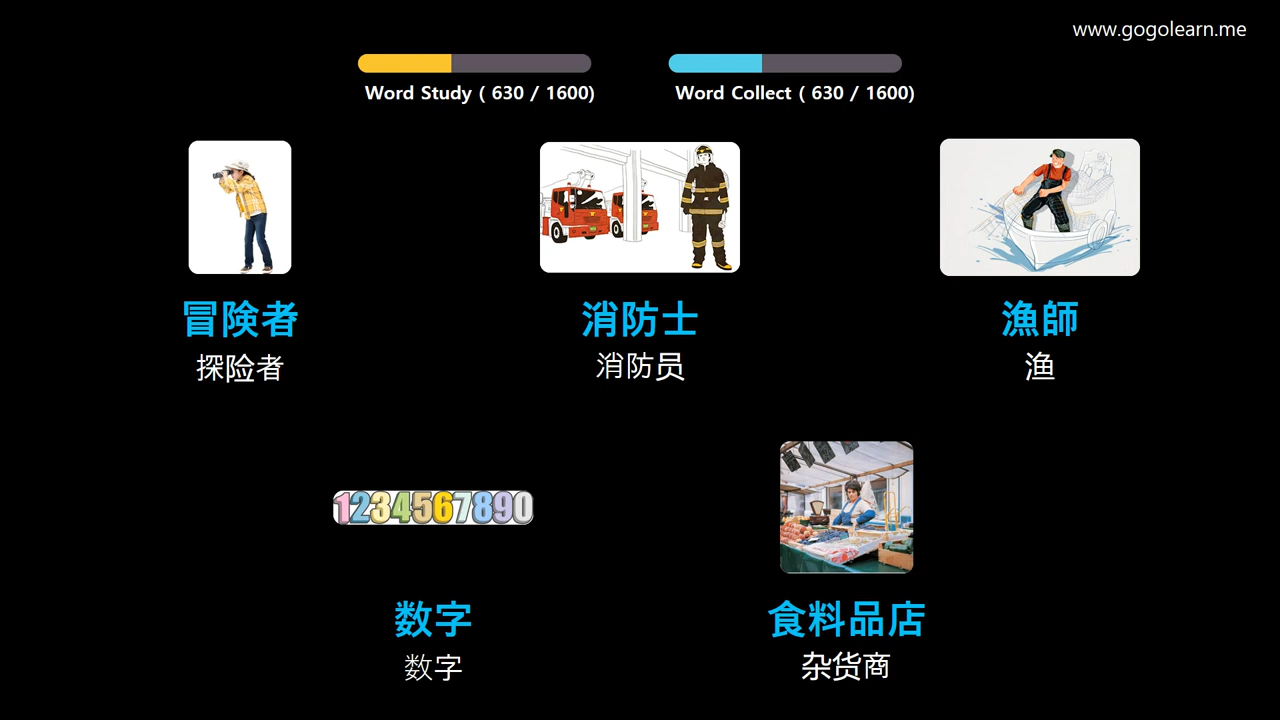 www.gogolearn.me
Word Study ( 630 / 1600)
Word Collect ( 630 / 1600)
冒険者
探险者
消防士
消防员
漁師
渔
1234567890
数字
数字
食料品店
杂货商